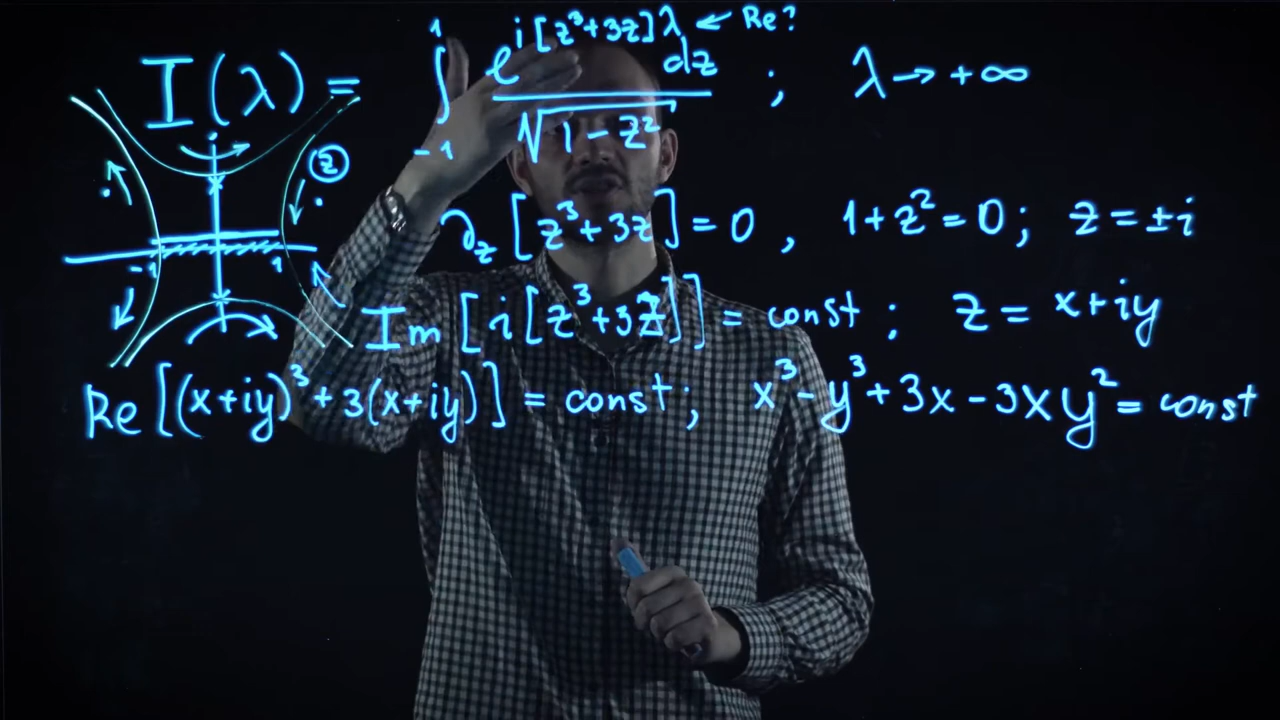 I(λ) = ∫₋₁¹ e^{i[z³+3z]λ} dz / √(1-z²) ; λ → +∞
← Re?
i
z
-1 1
∂_z [z³+3z] = 0 , 1+z² = 0 ; z = ±i
Im [i[z³+3z]] = const ; z = x+iy
Re [(x+iy)³+3(x+iy)] = const ; x³-y³+3x-3xy² = const